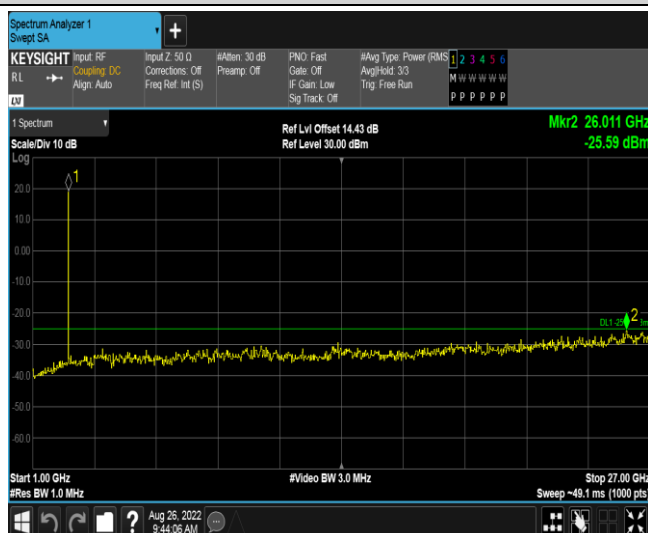 Spectrum Analyzer 1
Swept SA
+
KEYSIGHT
RL
LXI
Input: RF
Coupling: DC
Align: Auto
Input Z: 50 Ω
Corrections: Off
Freq Ref: Int (S)
#Atten: 30 dB
Preamp: Off
PNO: Fast
Gate: Off
IF Gain: Low
Sig Track: Off
#Avg Type: Power (RMS
Avg|Hold: 3/3
Trig: Free Run
1 2 3 4 5 6
M W W W W W
P P P P P P
1 Spectrum
Scale/Div 10 dB
Log
Ref Lvl Offset 14.43 dB
Ref Level 30.00 dBm
Mkr2 26.011 GHz
-25.59 dBm
1
20.0
10.0
0.00
-10.0
-20.0
-30.0
-40.0
-50.0
-60.0
2
Start 1.00 GHz
#Res BW 1.0 MHz
#Video BW 3.0 MHz
Stop 27.00 GHz
Sweep ~49.1 ms (1000 pts)
?
Aug 26, 2022
9:44:06 AM